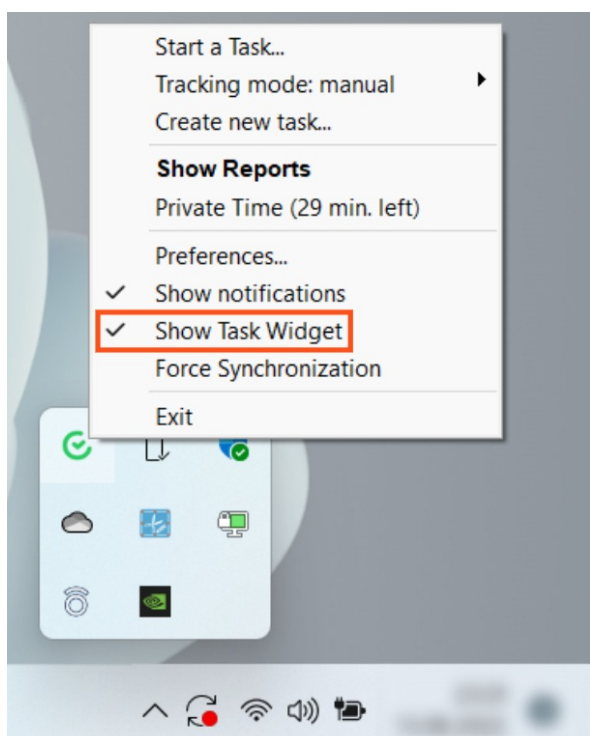 Start a Task...
Tracking mode: manual
Create new task...
Show Reports
Private Time (29 min. left)
Preferences...
Show notifications
Show Task Widget
Force Synchronization
Exit